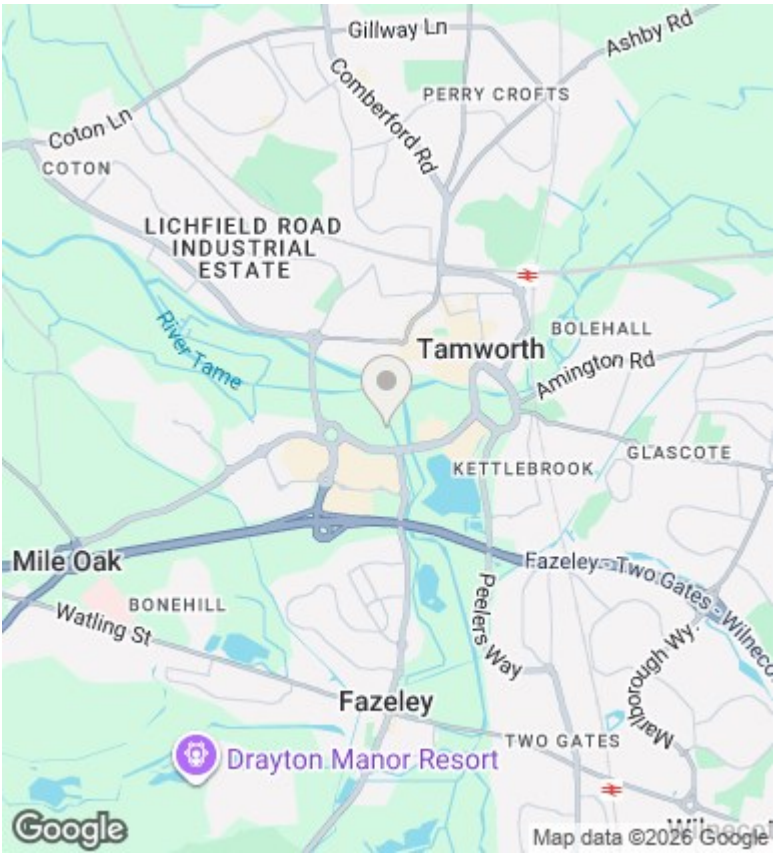 Gillway Ln
Ashby Rd
Comberford Rd
PERRY CROFTS
Coton Ln
COTON
LICHFIELD ROAD
INDUSTRIAL
ESTATE
River Tame
BOLEHALL
Tamworth
Amington Rd
GLASCOTE
KETTLEBROOK
Mile Oak
Fazeley - Two Gates - Wilneco
BONEHILL
Watling St
Peelers Way
Marlborough Wy.
Fazeley
TWO GATES
Drayton Manor Resort
Google
Wilnecot
Map data ©2026 Google